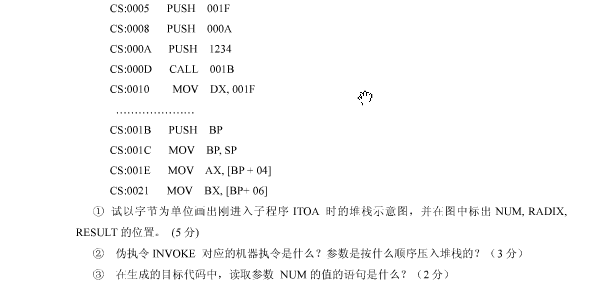 CS:0005 PUSH 001F
CS:0008 PUSH 000A
CS:000A PUSH 1234
CS:000D CALL 001B
CS:0010 MOV DX, 001F
…………………
CS:001B PUSH BP
CS:001C MOV BP, SP
CS:001E MOV AX, [BP + 04]
CS:0021 MOV BX, [BP+ 06]
① 试以字节为单位画出刚进入子程序 ITOA 时的堆栈示意图，并在图中标出 NUM, RADIX,
RESULT 的位置。 (5 分)
② 伪执令 INVOKE 对应的机器执令是什么？参数是按什么顺序压入堆栈的？（3 分）
③ 在生成的目标代码中，读取参数 NUM 的值的语句是什么？（2 分）